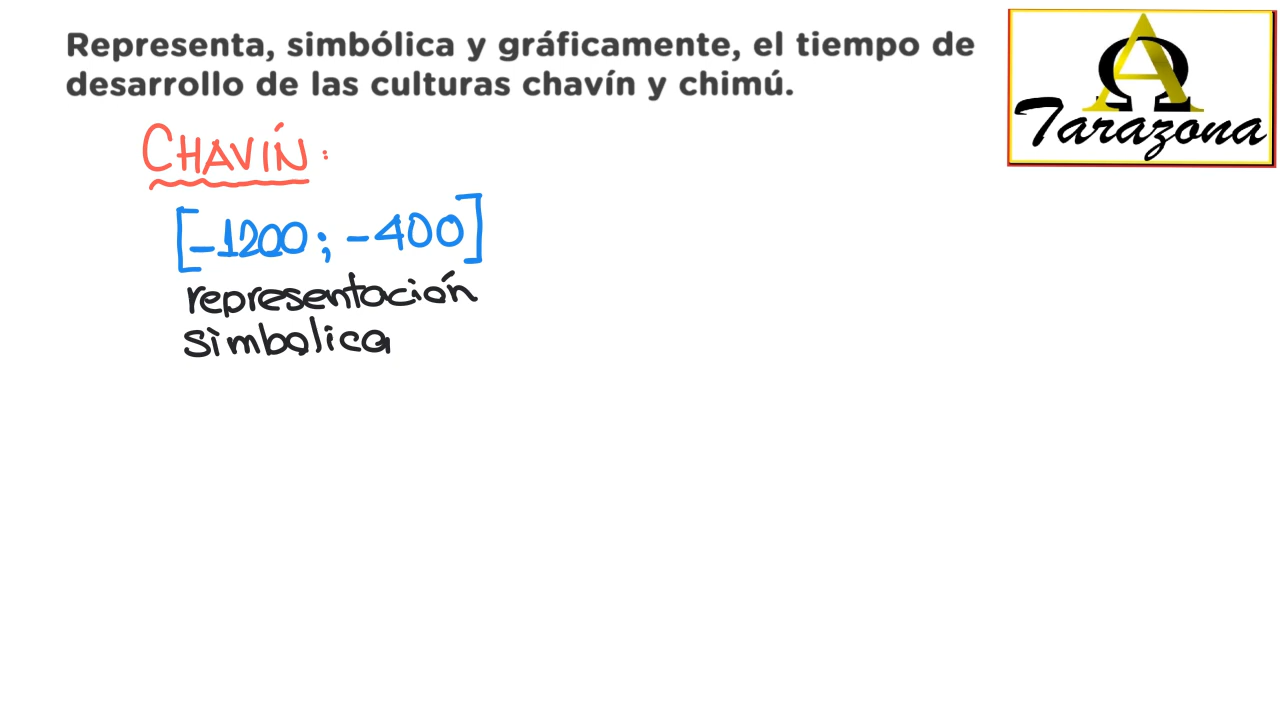 Representa, simbólica y gráficamente, el tiempo de
desarrollo de las culturas chavín y chimú.
Tarazona
CHAVÍN:
[-1200; -400]
representación
simbolica